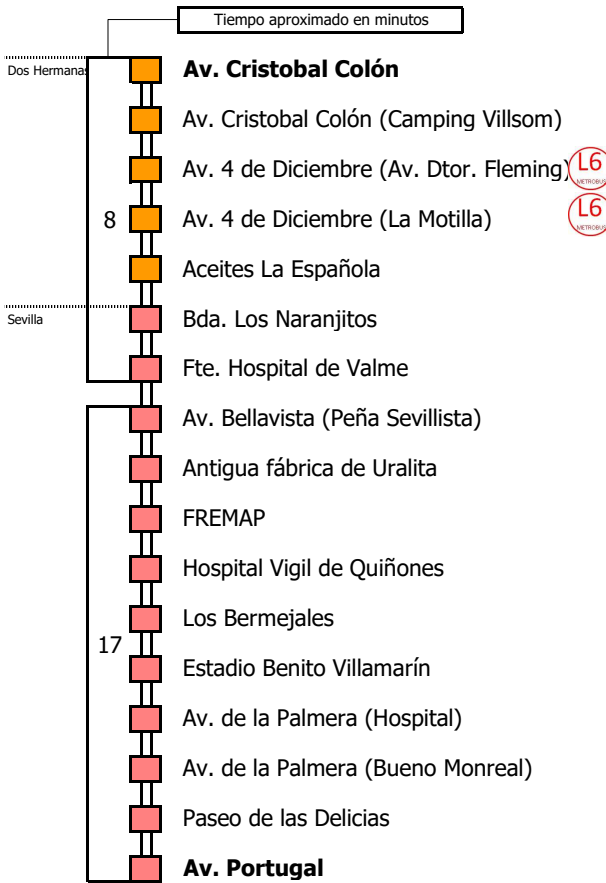 Tiempo aproximado en minutos
Dos Hermanas
Av. Cristobal Colón
Av. Cristobal Colón (Camping Villsom)
Av. 4 de Diciembre (Av. Dtor. Fleming)
L6
METROBUS
8
Av. 4 de Diciembre (La Motilla)
L6
METROBUS
Aceites La Española
Sevilla
Bda. Los Naranjitos
Fte. Hospital de Valme
Av. Bellavista (Peña Sevillista)
Antigua fábrica de Uralita
FREMAP
Hospital Vigil de Quiñones
Los Bermejales
17
Estadio Benito Villamarín
Av. de la Palmera (Hospital)
Av. de la Palmera (Bueno Monreal)
Paseo de las Delicias
Av. Portugal